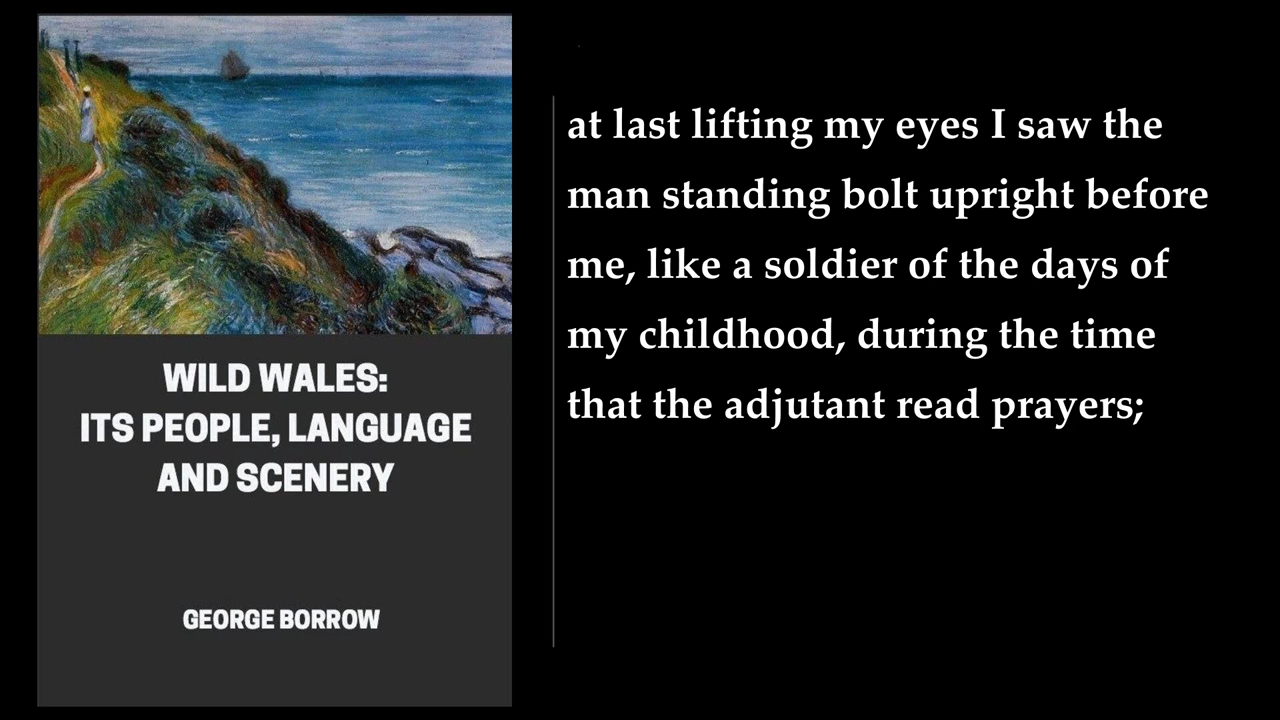 WILD WALES:
ITS PEOPLE, LANGUAGE
AND SCENERY
GEORGE BORROW
at last lifting my eyes I saw the
man standing bolt upright before
me, like a soldier of the days of
my childhood, during the time
that the adjutant read prayers;